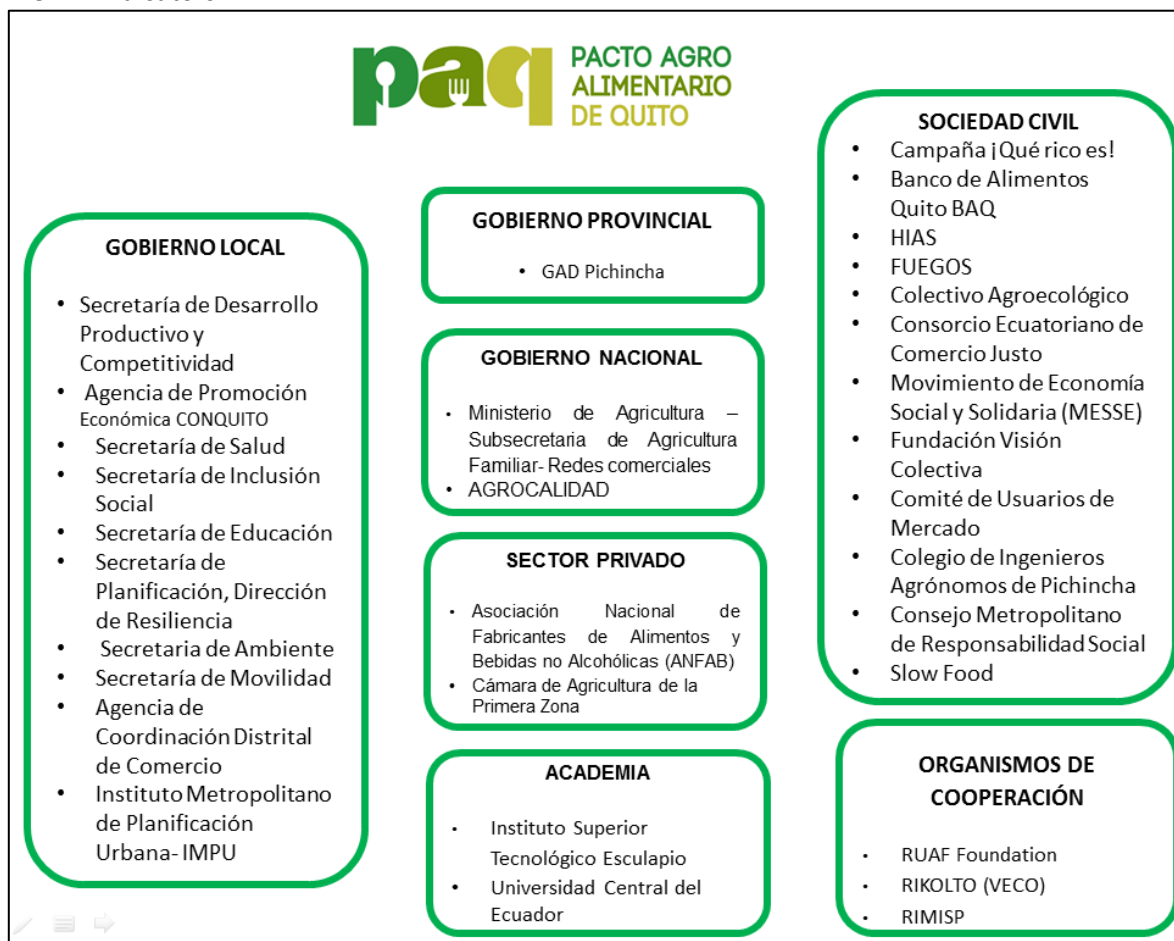 paq
PACTO AGRO
ALIMENTARIO
DE QUITO
GOBIERNO LOCAL
• Secretaría de Desarrollo
Productivo y
Competitividad
• Agencia de Promoción
Económica CONQUITO
• Secretaría de Salud
• Secretaría de Inclusión
Social
• Secretaría de Educación
• Secretaría de
Planificación, Dirección
de Resiliencia
• Secretaria de Ambiente
• Secretaría de Movilidad
• Agencia de
Coordinación Distrital
de Comercio
• Instituto Metropolitano
de Planificación
Urbana- IMPU
GOBIERNO PROVINCIAL
• GAD Pichincha
GOBIERNO NACIONAL
• Ministerio de Agricultura –
Subsecretaria de Agricultura
Familiar- Redes comerciales
• AGROCALIDAD
SECTOR PRIVADO
• Asociación Nacional de
Fabricantes de Alimentos y
Bebidas no Alcohólicas (ANFAB)
• Cámara de Agricultura de la
Primera Zona
ACADEMIA
• Instituto Superior
Tecnológico Esculapio
• Universidad Central del
Ecuador
SOCIEDAD CIVIL
• Campaña ¡Qué rico es!
• Banco de Alimentos
Quito BAQ
• HIAS
• FUEGOS
• Colectivo Agroecológico
• Consorcio Ecuatoriano de
Comercio Justo
• Movimiento de Economía
Social y Solidaria (MESSE)
• Fundación Visión
Colectiva
• Comité de Usuarios de
Mercado
• Colegio de Ingenieros
Agrónomos de Pichincha
• Consejo Metropolitano
de Responsabilidad Social
• Slow Food
ORGANISMOS DE
COOPERACIÓN
• RUAF Foundation
• RIKOLTO (VECO)
• RIMISP